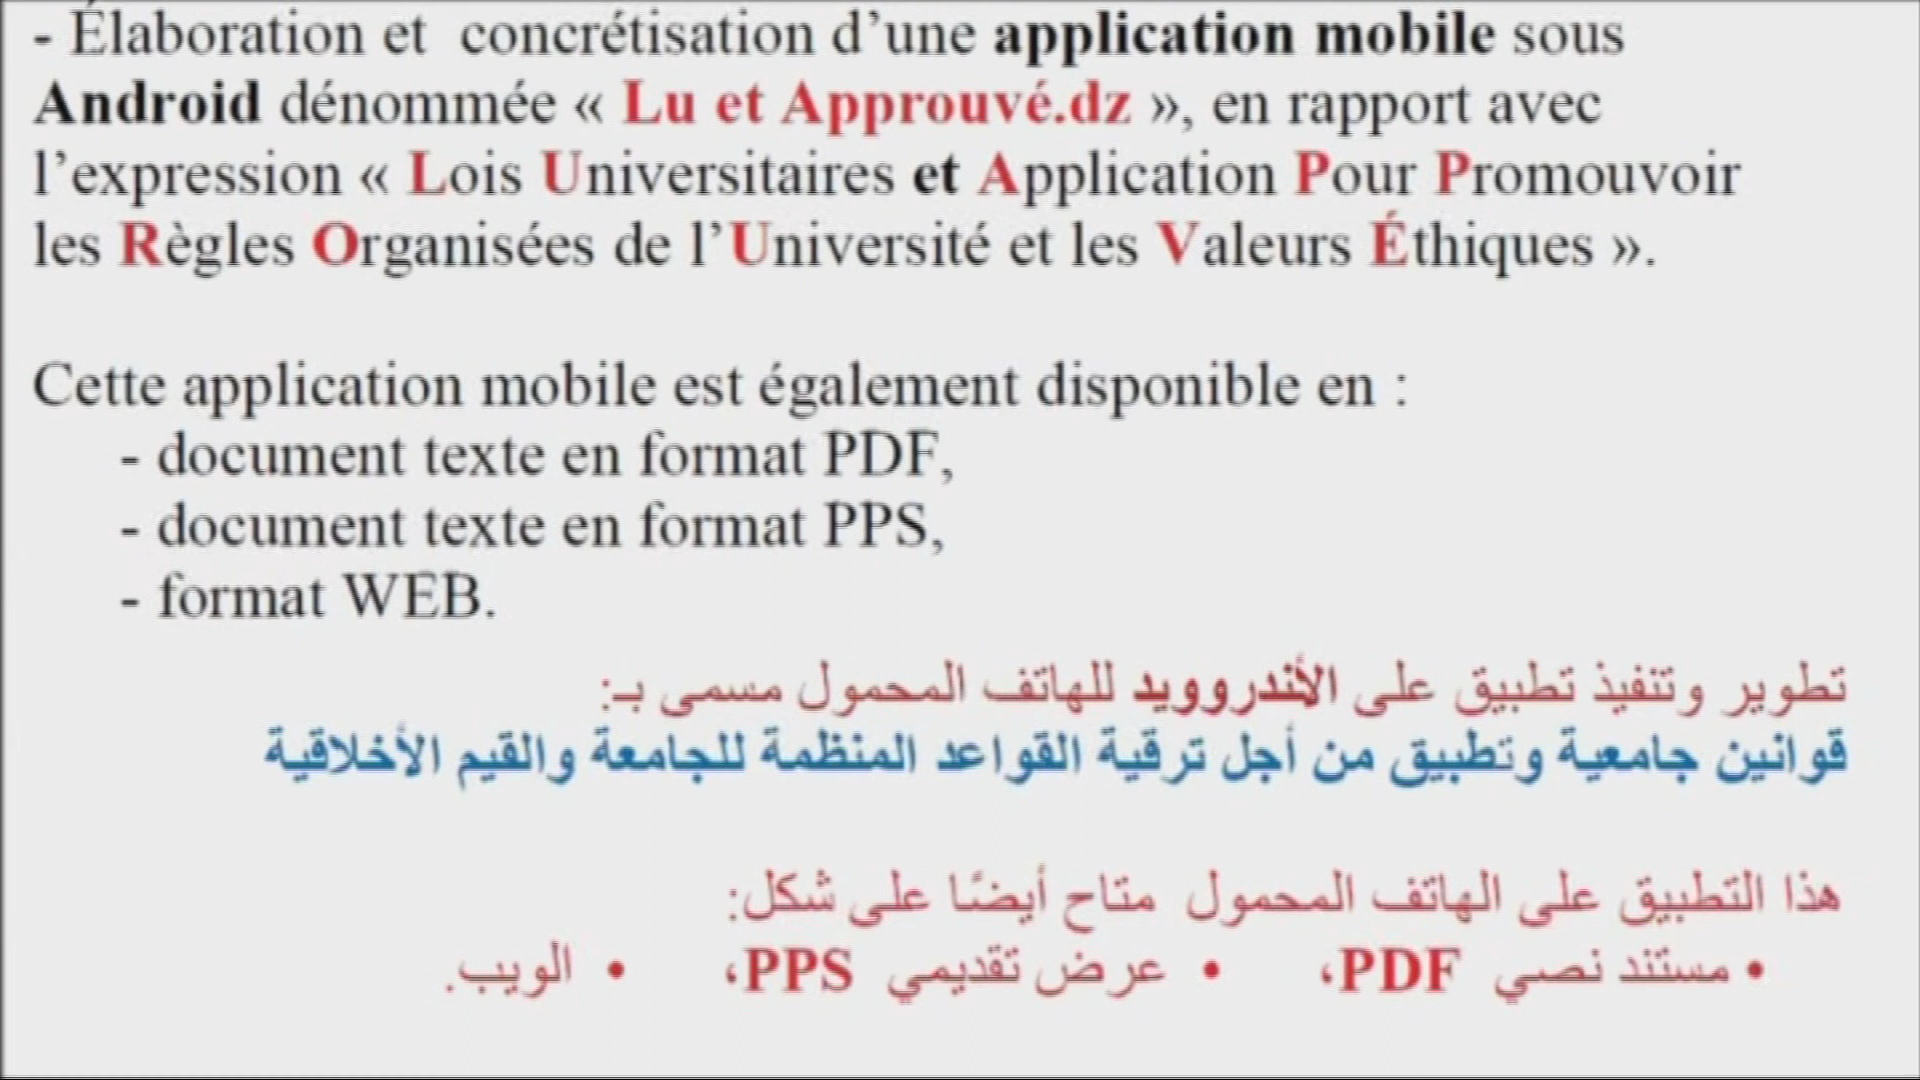 - Élaboration et concrétisation d’une application mobile sous
Android dénommée « Lu et Approuvé.dz », en rapport avec
l’expression « Lois Universitaires et Application Pour Promouvoir
les Règles Organisées de l’Université et les Valeurs Éthiques ».
Cette application mobile est également disponible en :
- document texte en format PDF,
- document texte en format PPS,
- format WEB.
تطوير وتنفيذ تطبيق على الأندروويد للهاتف المحمول مسمى بـ:
قوانين جامعية وتطبيق من أجل ترقية القواعد المنظمة للجامعة والقيم الأخلاقية
هذا التطبيق على الهاتف المحمول متاح أيضًا على شكل:
• مستند نصي PDF، • عرض تقديمي PPS، • الويب.